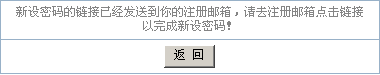 新设密码的链接已经发送到你的注册邮箱，请去注册邮箱点击链接
以完成新设密码！
返 回